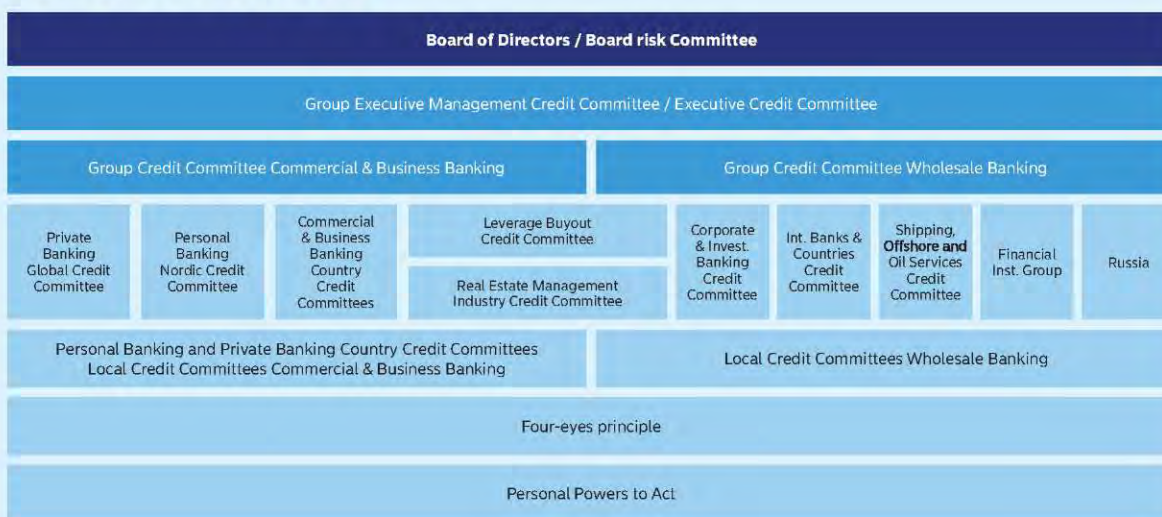 Board of Directors / Board risk Committee
Group Executive Management Credit Committee / Executive Credit Committee
Group Credit Committee Commercial & Business Banking
Group Credit Committee Wholesale Banking
Private
Banking
Global Credit
Committee
Personal
Banking
Nordic Credit
Committee
Commercial
& Business
Banking
Country
Credit
Committees
Leverage Buyout
Credit Committee
Real Estate Management
Industry Credit Committee
Corporate
& Invest.
Banking
Credit
Committee
Int. Banks &
Countries
Credit
Committee
Shipping,
Offshore and
Oil Services
Credit
Committee
Financial
Inst. Group
Russia
Personal Banking and Private Banking Country Credit Committees
Local Credit Committees Commercial & Business Banking
Local Credit Committees Wholesale Banking
Four-eyes principle
Personal Powers to Act